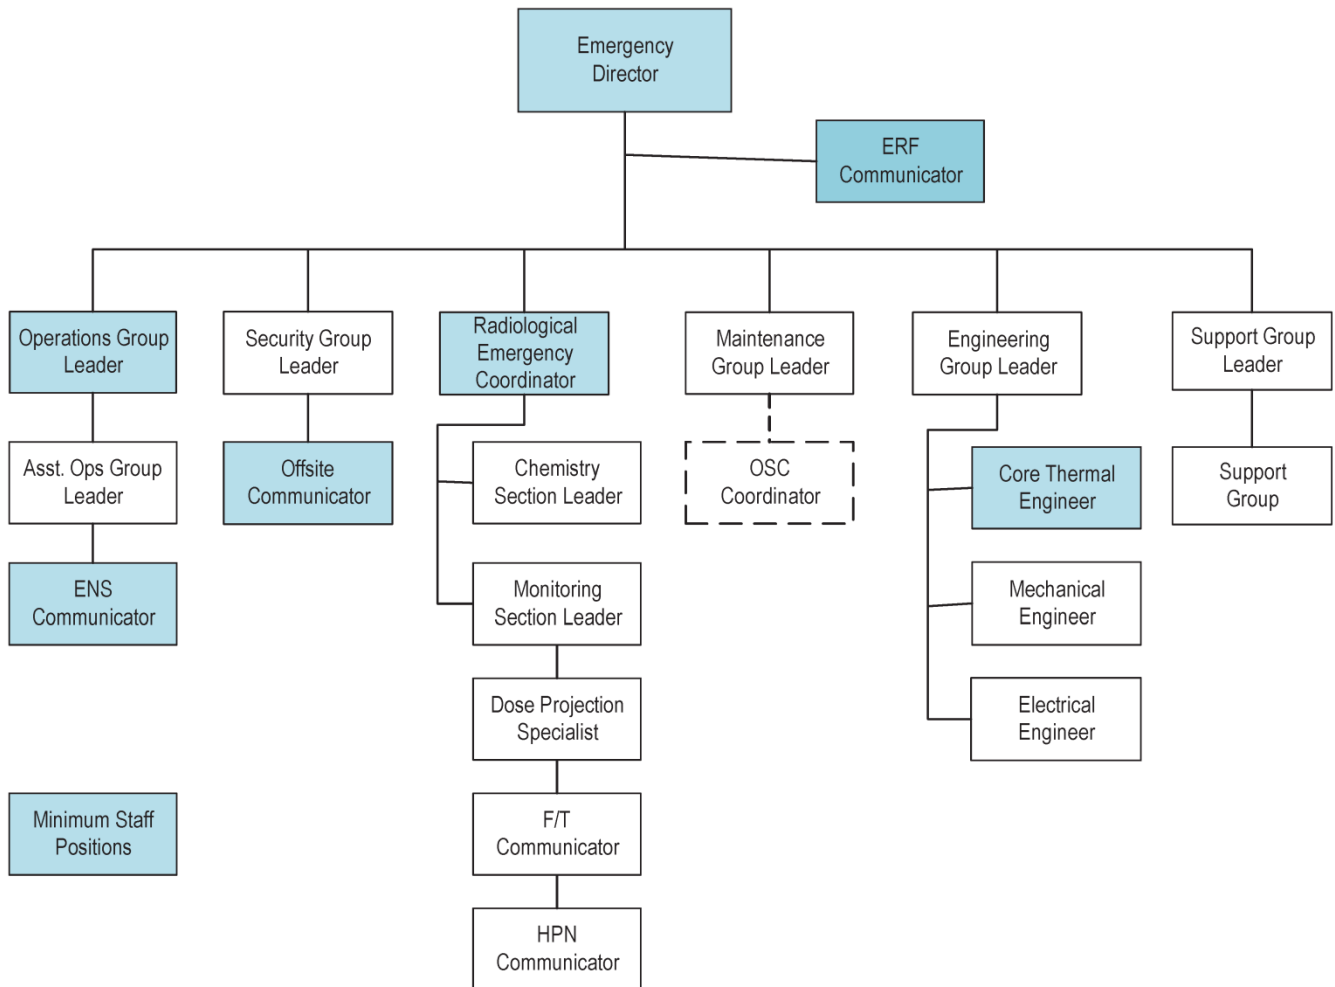 Emergency
Director
ERF
Communicator
Operations Group
Leader
Security Group
Leader
Radiological
Emergency
Coordinator
Maintenance
Group Leader
Engineering
Group Leader
Support Group
Leader
Asst. Ops Group
Leader
Offsite
Communicator
Chemistry
Section Leader
OSC
Coordinator
Core Thermal
Engineer
Support
Group
ENS
Communicator
Monitoring
Section Leader
Mechanical
Engineer
Dose Projection
Specialist
Electrical
Engineer
Minimum Staff
Positions
F/T
Communicator
HPN
Communicator